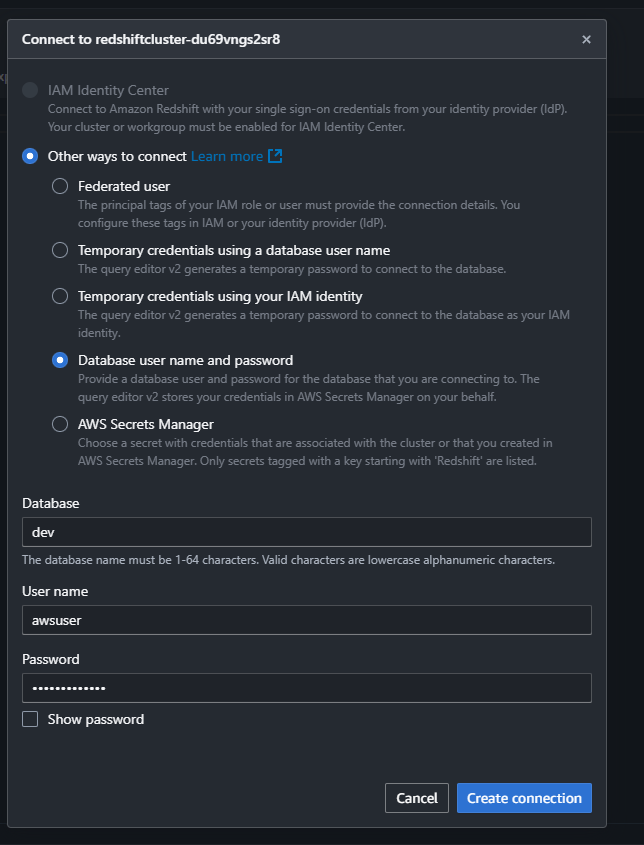 Connect to redshiftcluster-du69vngs2sr8
IAM Identity Center
Connect to Amazon Redshift with your single sign-on credentials from your identity provider (IdP).
Your cluster or workgroup must be enabled for IAM Identity Center.
Other ways to connect Learn more
Federated user
The principal tags of your IAM role or user must provide the connection details. You
configure these tags in IAM or your identity provider (IdP).
Temporary credentials using a database user name
The query editor v2 generates a temporary password to connect to the database.
Temporary credentials using your IAM identity
The query editor v2 generates a temporary password to connect to the database as your IAM
identity.
Database user name and password
Provide a database user and password for the database that you are connecting to. The
query editor v2 stores your credentials in AWS Secrets Manager on your behalf.
AWS Secrets Manager
Choose a secret with credentials that are associated with the cluster or that you created in
AWS Secrets Manager. Only secrets tagged with a key starting with 'Redshift' are listed.
Database
dev
The database name must be 1-64 characters. Valid characters are lowercase alphanumeric characters.
User name
awsuser
Password
•••••••••••••
Show password
Cancel Create connection